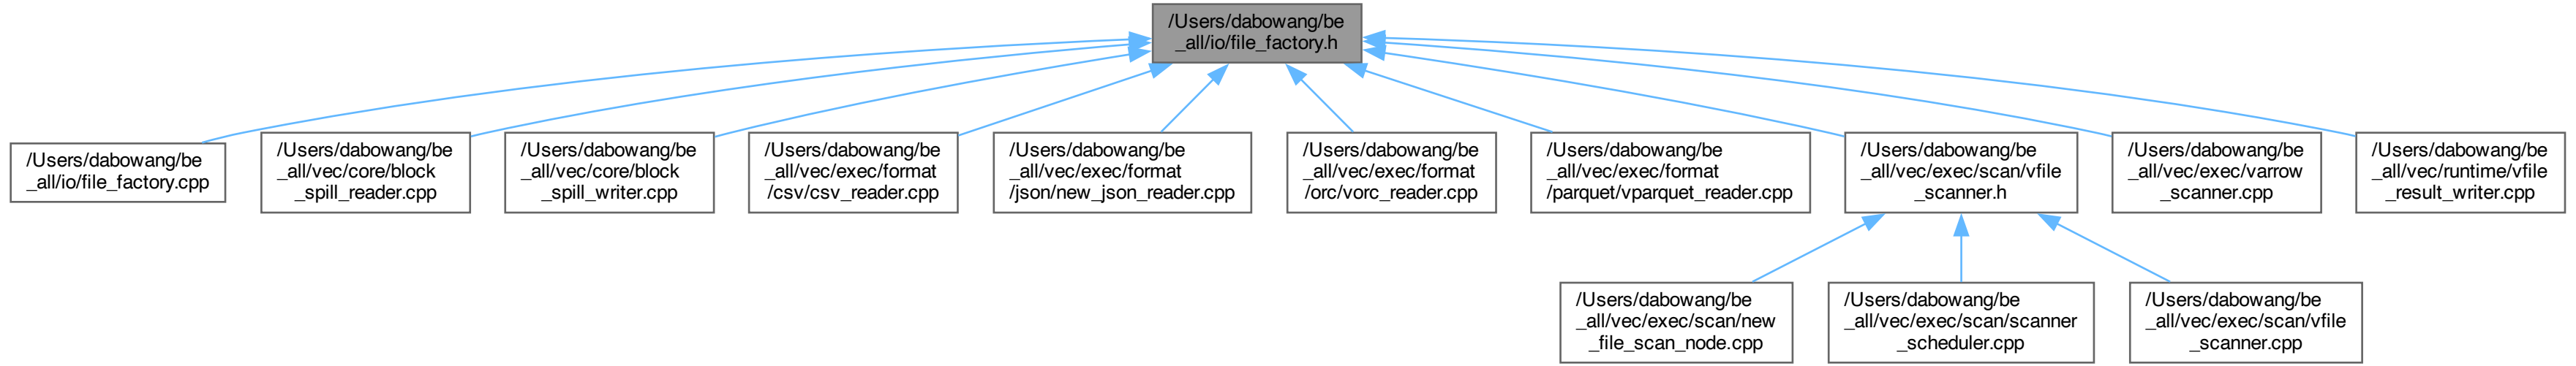 /Users/dabowang/be
_all/io/file_factory.h
/Users/dabowang/be
_all/io/file_factory.cpp
/Users/dabowang/be
_all/vec/core/block
_spill_reader.cpp
/Users/dabowang/be
_all/vec/core/block
_spill_writer.cpp
/Users/dabowang/be
_all/vec/exec/format
/csv/csv_reader.cpp
/Users/dabowang/be
_all/vec/exec/format
/json/new_json_reader.cpp
/Users/dabowang/be
_all/vec/exec/format
/orc/vorc_reader.cpp
/Users/dabowang/be
_all/vec/exec/format
/parquet/vparquet_reader.cpp
/Users/dabowang/be
_all/vec/exec/scan/vfile
_scanner.h
/Users/dabowang/be
_all/vec/exec/varrow
_scanner.cpp
/Users/dabowang/be
_all/vec/runtime/vfile
_result_writer.cpp
/Users/dabowang/be
_all/vec/exec/scan/new
_file_scan_node.cpp
/Users/dabowang/be
_all/vec/exec/scan/scanner
_scheduler.cpp
/Users/dabowang/be
_all/vec/exec/scan/vfile
_scanner.cpp